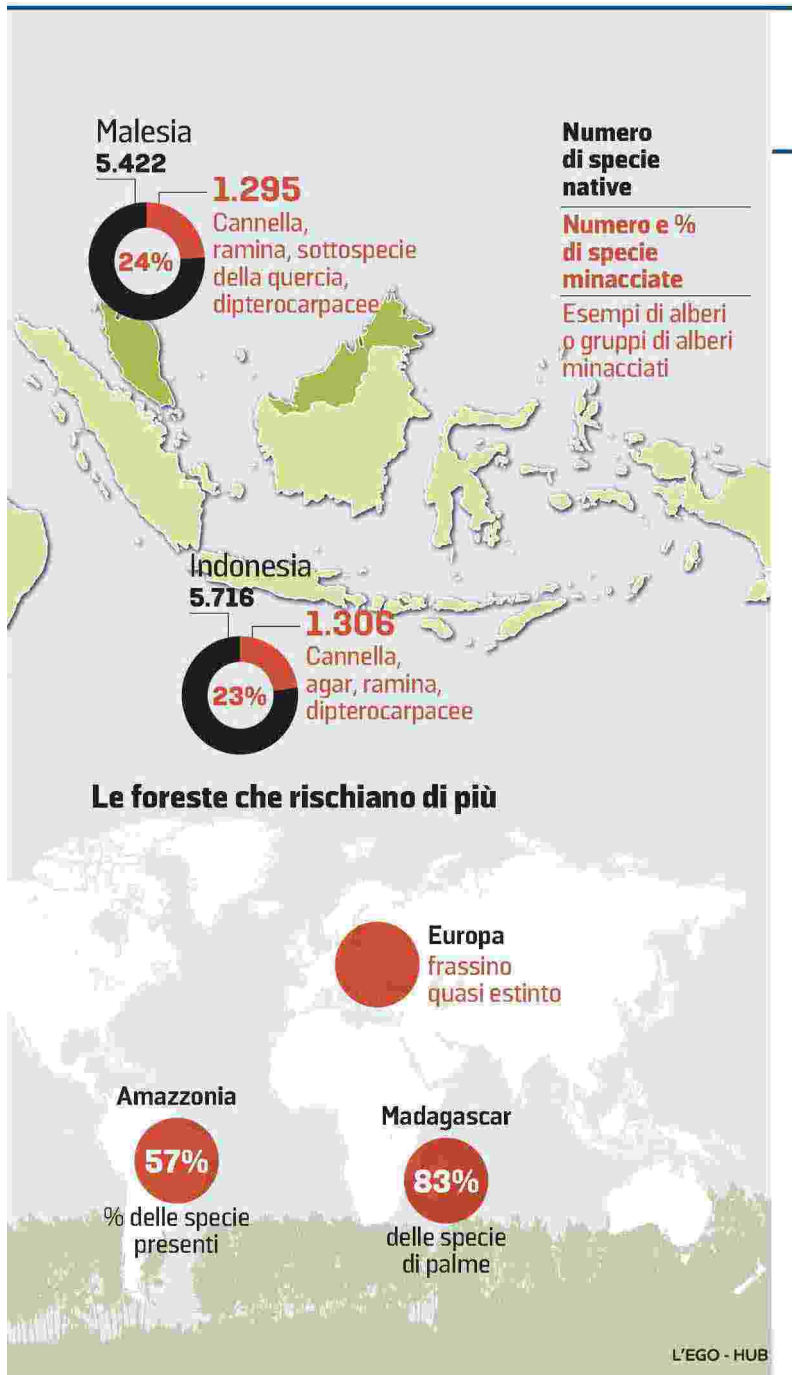 Malesia
5.422
1.295
Cannella,
ramina, sottospecie
della quercia,
dipterocarpacee
24%
Numero
di specie
native
Numero e %
di specie
minacciate
Esempi di alberi
o gruppi di alberi
minacciati
Indonesia
5.716
1.306
Cannella,
agar, ramina,
dipterocarpacee
23%
Le foreste che rischiano di più
Europa
frassino
quasi estinto
Amazzonia
57%
% delle specie
presenti
Madagascar
83%
delle specie
di palme
L'EGO - HUB